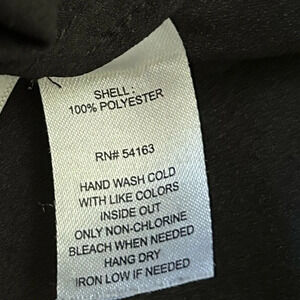 SHELL :
100% POLYESTER
RN# 54163
HAND WASH COLD
WITH LIKE COLORS
INSIDE OUT
ONLY NON-CHLORINE
BLEACH WHEN NEEDED
HANG DRY
IRON LOW IF NEEDED